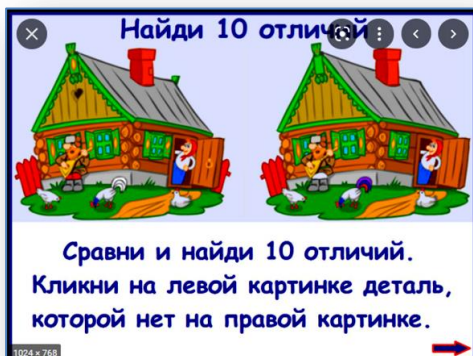 Найди 10 отличий
Сравни и найди 10 отличий.
Кликни на левой картинке деталь,
которой нет на правой картинке.
1024 x 768